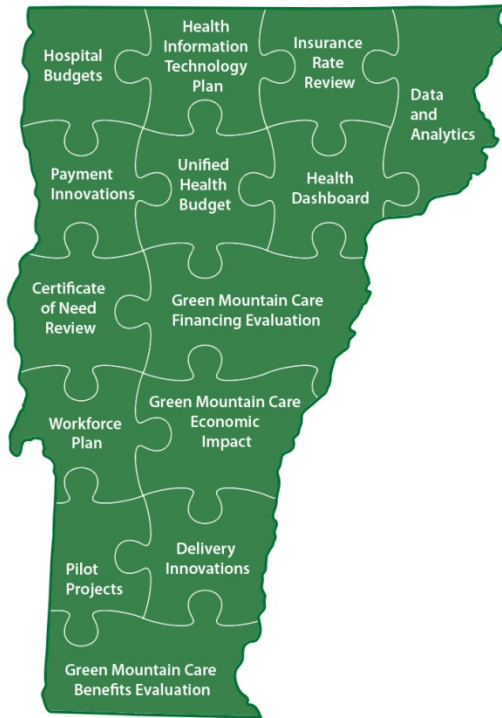 Hospital
Budgets
Health
Information
Technology
Plan
Insurance
Rate
Review
Data
and
Analytics
Payment
Innovations
Unified
Health
Budget
Health
Dashboard
Certificate
of Need
Review
Green Mountain Care
Financing Evaluation
Workforce
Plan
Green Mountain Care
Economic
Impact
Pilot
Projects
Delivery
Innovations
Green Mountain Care
Benefits Evaluation